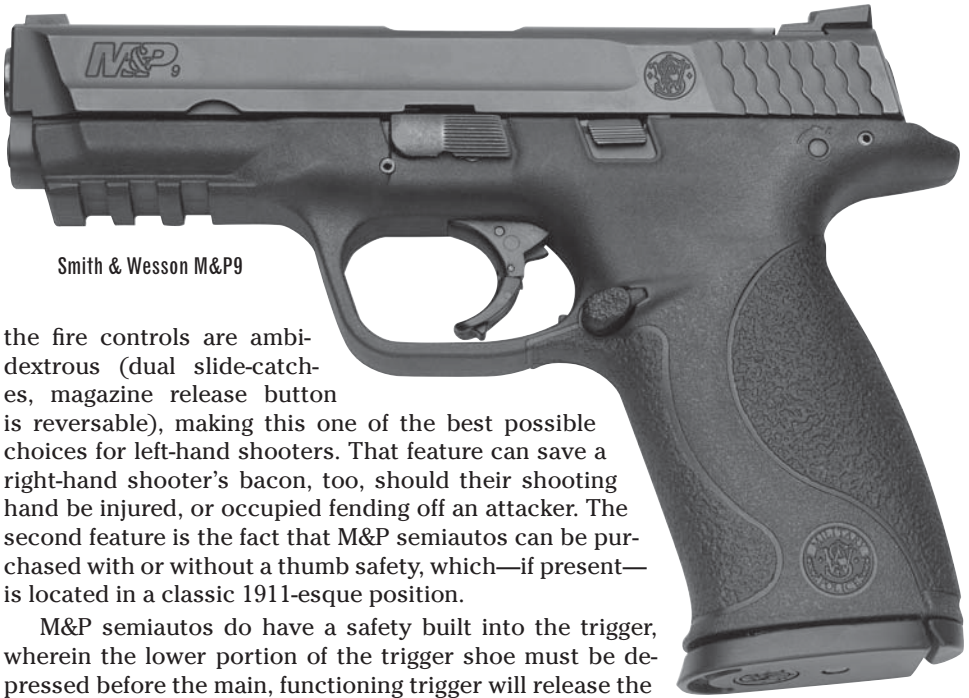 M&P9
Smith & Wesson M&P9
the fire controls are ambi-
dextrous (dual slide-catch-
es, magazine release button
is reversable), making this one of the best possible
choices for left-hand shooters. That feature can save a
right-hand shooter’s bacon, too, should their shooting
hand be injured, or occupied fending off an attacker. The
second feature is the fact that M&P semiautos can be pur-
chased with or without a thumb safety, which—if present—
is located in a classic 1911-esque position.
M&P semiautos do have a safety built into the trigger,
wherein the lower portion of the trigger shoe must be de-
pressed before the main, functioning trigger will release the
MILITARY
POLICE